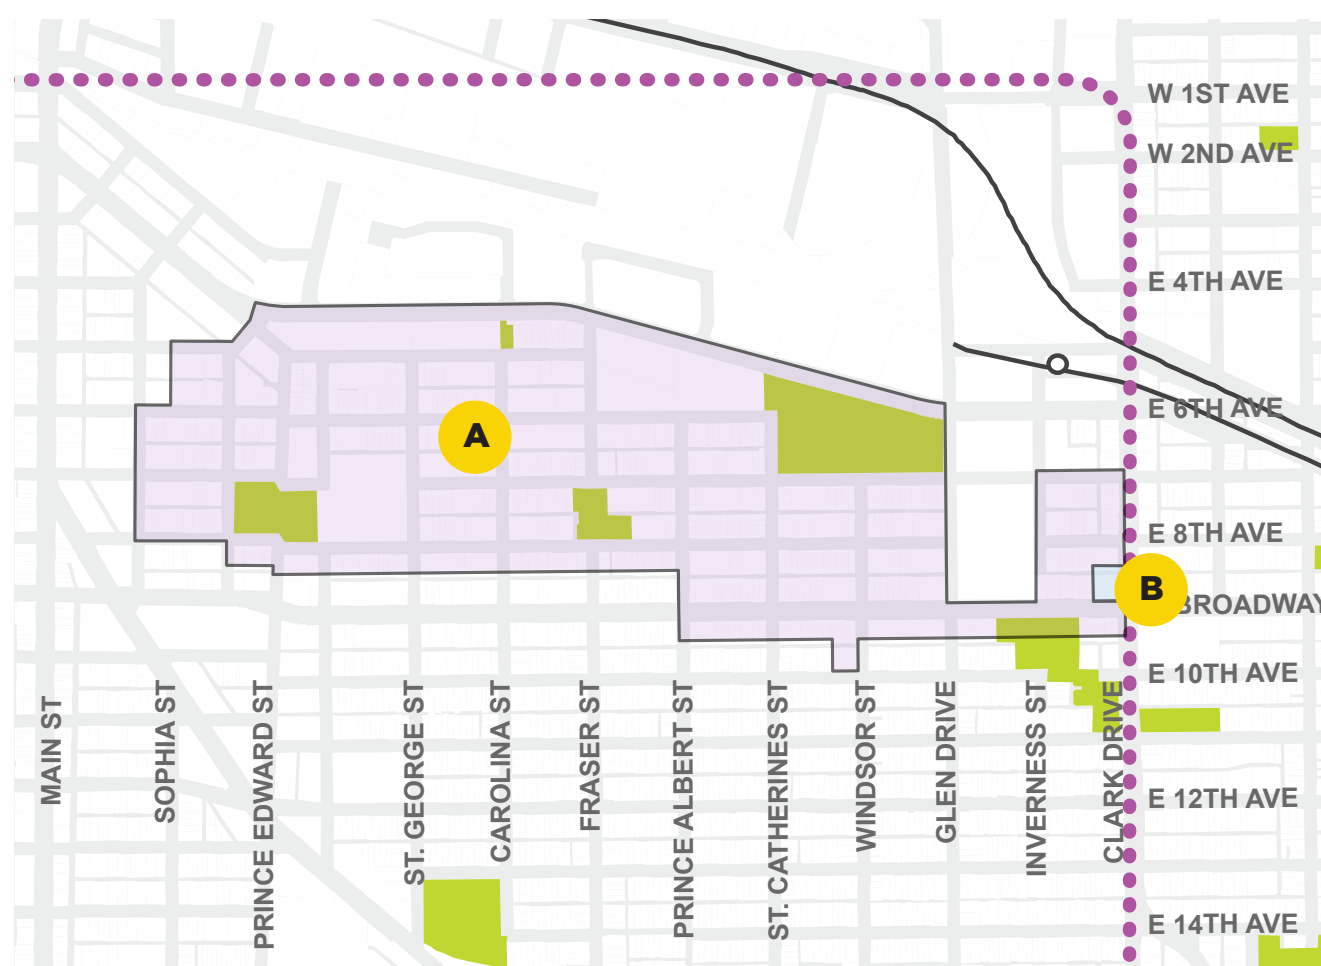 W 1ST AVE
W 2ND AVE
E 4TH AVE
E 6TH AVE
A
E 8TH AVE
B
BROADWAY
E 10TH AVE
MAIN ST
SOPHIA ST
PRINCE EDWARD ST
ST. GEORGE ST
CAROLINA ST
FRASER ST
PRINCE ALBERT ST
ST. CATHERINES ST
WINDSOR ST
GLEN DRIVE
INVERNESS ST
CLARK DRIVE
E 12TH AVE
E 14TH AVE